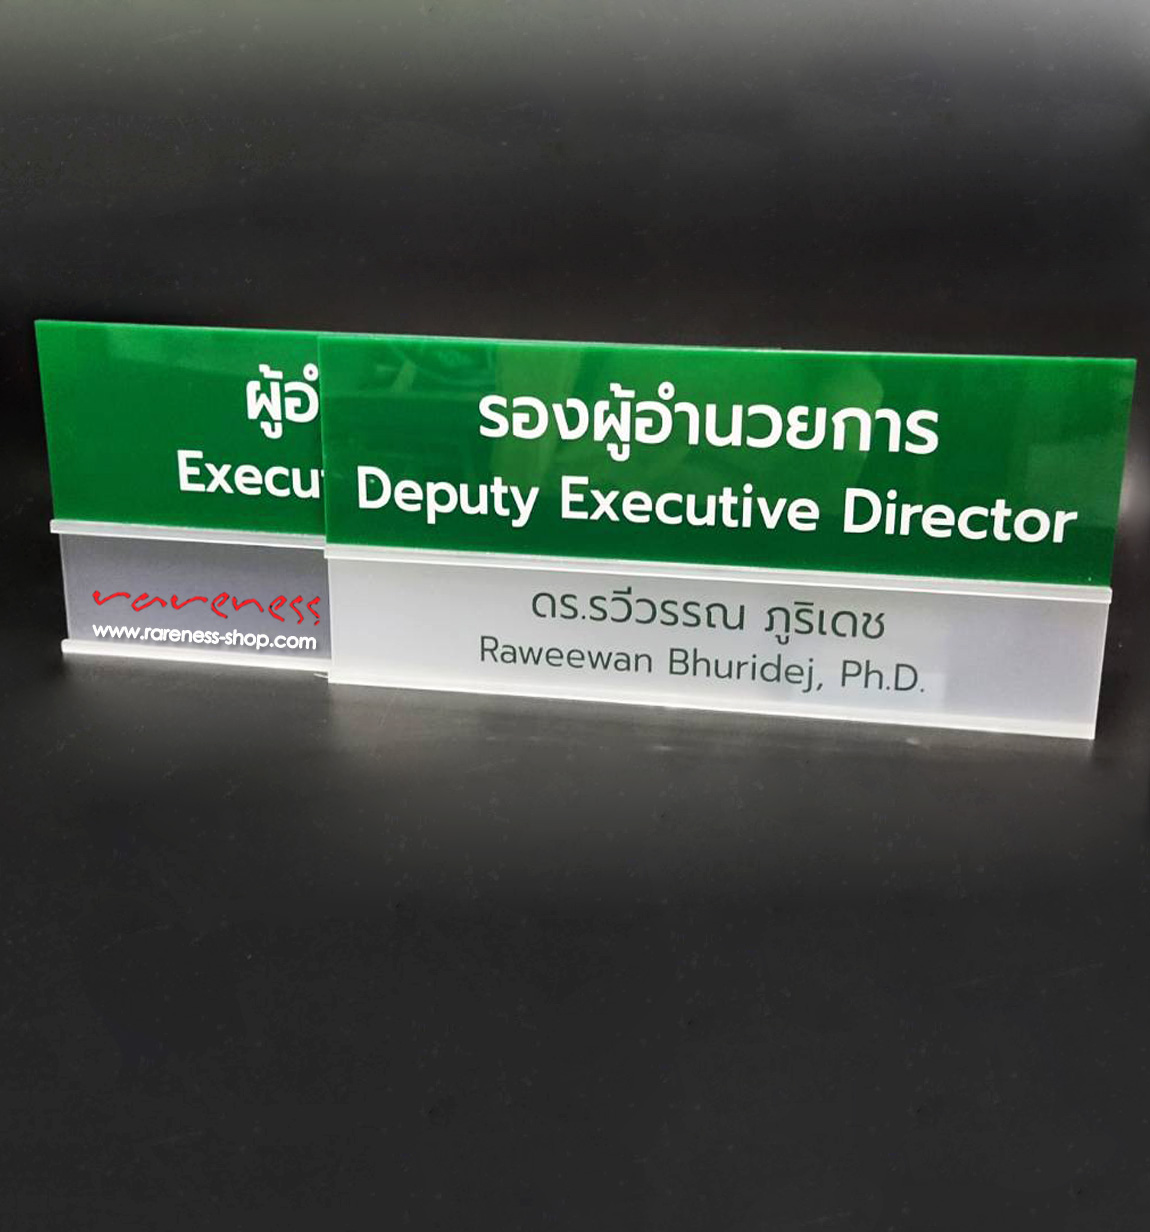 ผู้อำ
Execu
rareness
www.rareness-shop.com
รองผู้อำนวยการ
Deputy Executive Director
ดร.รวีวรรณ ภูริเดช
Raweewan Bhuridej, Ph.D.